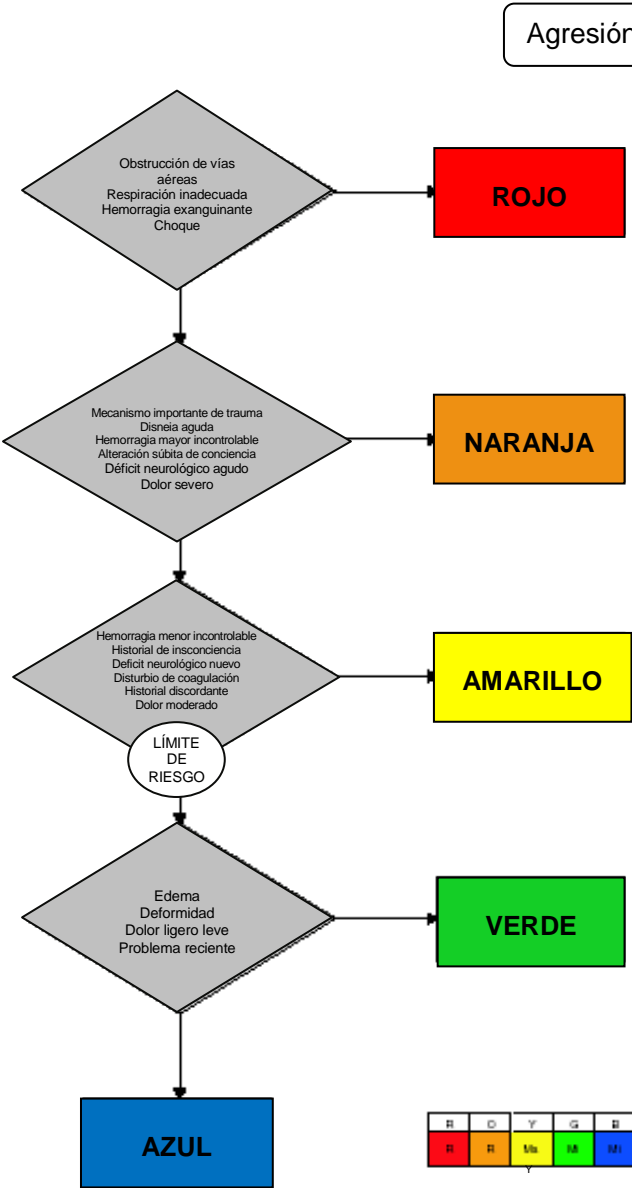 Agresión
Obstrucción de vías
aéreas
Respiración inadecuada
Hemorragia exanguinante
Choque
ROJO
Mecanismo importante de trauma
Disneia aguda
Hemorragia mayor incontrolable
Alteración súbita de conciencia
Déficit neurológico agudo
Dolor severo
NARANJA
Hemorragia menor incontrolable
Historial de insconciencia
Deficit neurológico nuevo
Disturbio de coagulación
Historial discordante
Dolor moderado
AMARILLO
LÍMITE
DE
RIESGO
Edema
Deformidad
Dolor ligero leve
Problema reciente
VERDE
AZUL
R O Y G B
R R Ma
Y